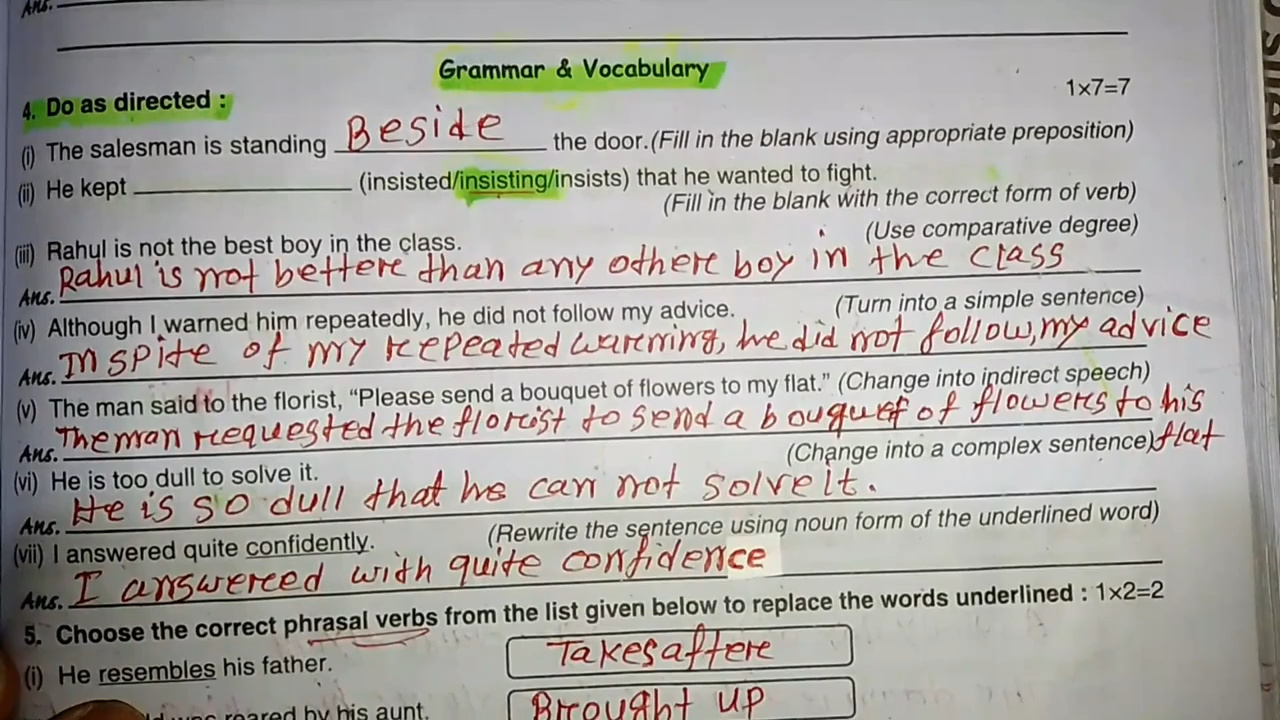 Ans.
Grammar & Vocabulary
4. Do as directed : 1×7=7
(i) The salesman is standing Beside the door.(Fill in the blank using appropriate preposition)
(ii) He kept (insisted/insisting/insists) that he wanted to fight.
(Fill in the blank with the correct form of verb)
(iii) Rahul is not the best boy in the class. (Use comparative degree)
Ans. Rahul is not bettere than any othere boy in the class
(iv) Although I warned him repeatedly, he did not follow my advice. (Turn into a simple sentence)
Ans. In spite of my repeated warening, he did not follow, my advice
(v) The man said to the florist, “Please send a bouquet of flowers to my flat.” (Change into indirect speech)
Ans. The man requested the florist to send a bouquet of flowers to his flat
(vi) He is too dull to solve it. (Change into a complex sentence)
Ans. He is so dull that he can not solve it.
(vii) I answered quite confidently. (Rewrite the sentence using noun form of the underlined word)
Ans. I answereed with quite confidence
5. Choose the correct phrasal verbs from the list given below to replace the words underlined : 1×2=2
(i) He resembles his father. Takes aftere
reared by his aunt. Brought up